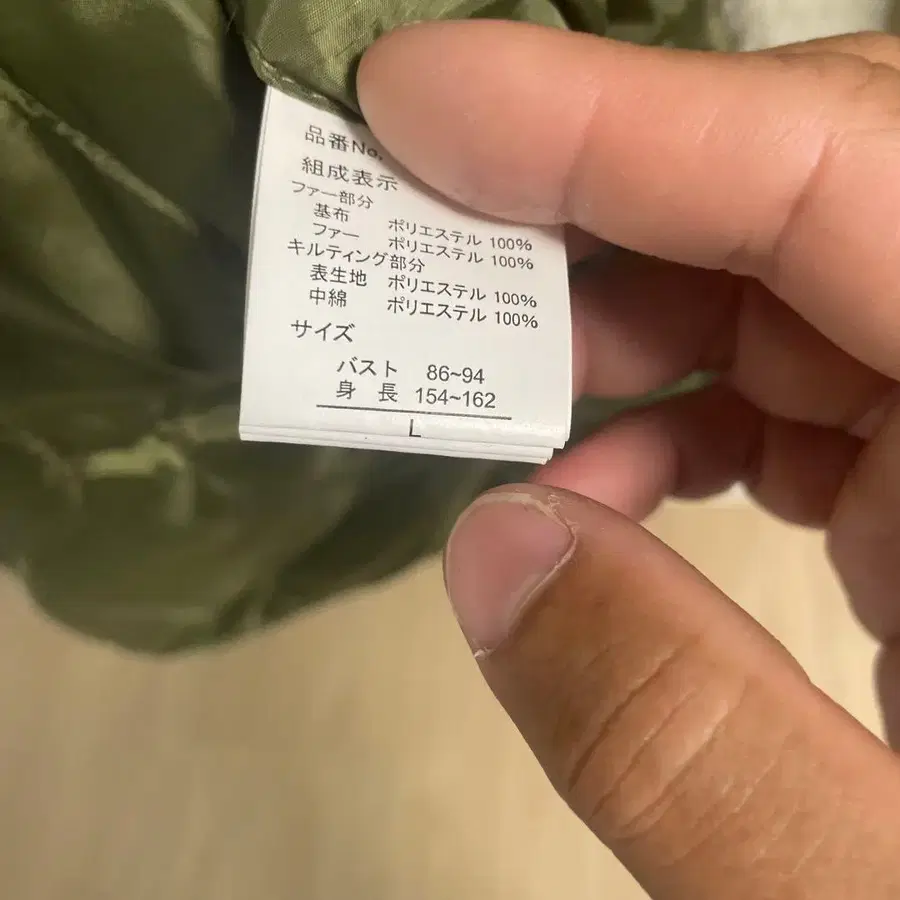 品番No.
組成表示
ファー部分
基布 ポリエステル 100%
ファー ポリエステル 100%
キルティング部分
表生地 ポリエステル 100%
中綿 ポリエステル 100%
サイズ
バスト 86~94
身 長 154~162
L